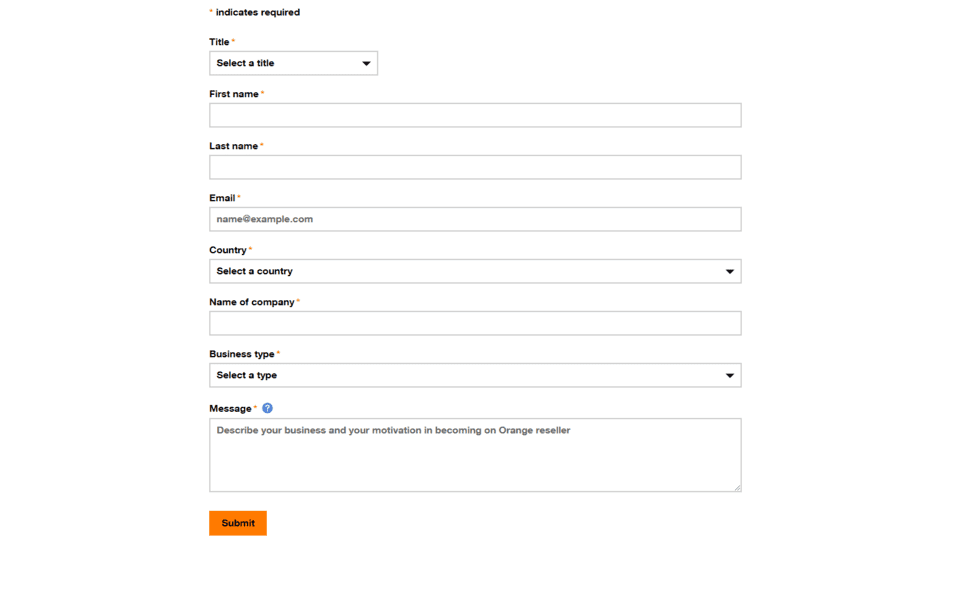 * indicates required
Title *
Select a title
First name *
Last name *
Email *
name@example.com
Country *
Select a country
Name of company *
Business type *
Select a type
Message * ?
Describe your business and your motivation in becoming on Orange reseller
Submit